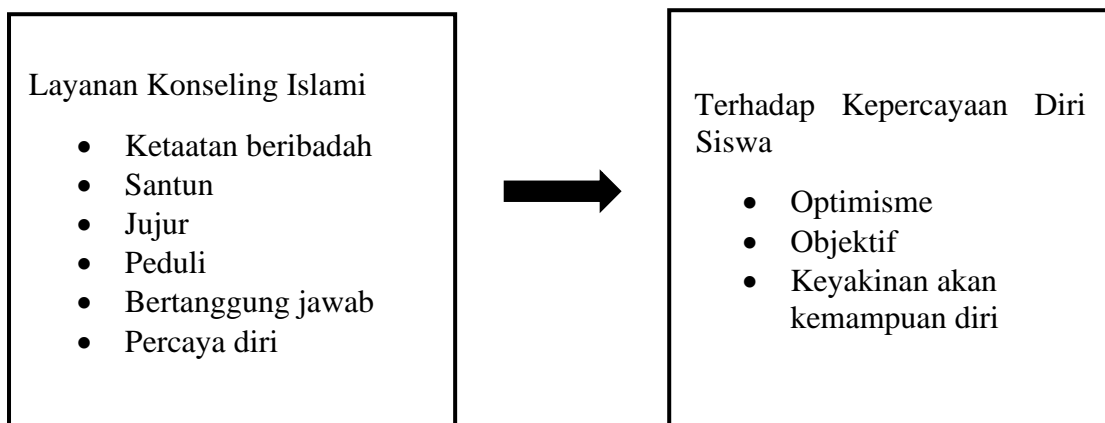 Layanan Konseling Islami
• Ketaatan beribadah
• Santun
• Jujur
• Peduli
• Bertanggung jawab
• Percaya diri
Terhadap Kepercayaan Diri
Siswa
• Optimisme
• Objektif
• Keyakinan akan
kemampuan diri